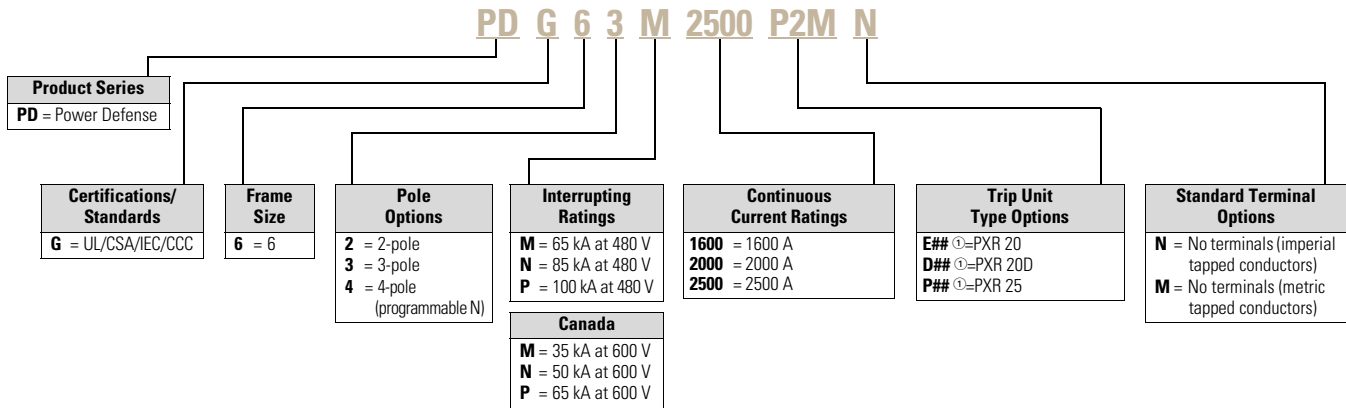 PD G 6 3 M 2500 P2M N
Product Series
PD = Power Defense
Certifications/
Standards
G = UL/CSA/IEC/CCC
Frame
Size
6 = 6
Pole
Options
2 = 2-pole
3 = 3-pole
4 = 4-pole
(programmable N)
Interrupting
Ratings
M = 65 kA at 480 V
N = 85 kA at 480 V
P = 100 kA at 480 V
Canada
M = 35 kA at 600 V
N = 50 kA at 600 V
P = 65 kA at 600 V
Continuous
Current Ratings
1600 = 1600 A
2000 = 2000 A
2500 = 2500 A
Trip Unit
Type Options
E## ①=PXR 20
D## ①=PXR 20D
P## ①=PXR 25
Standard Terminal
Options
N = No terminals (imperial
tapped conductors)
M = No terminals (metric
tapped conductors)